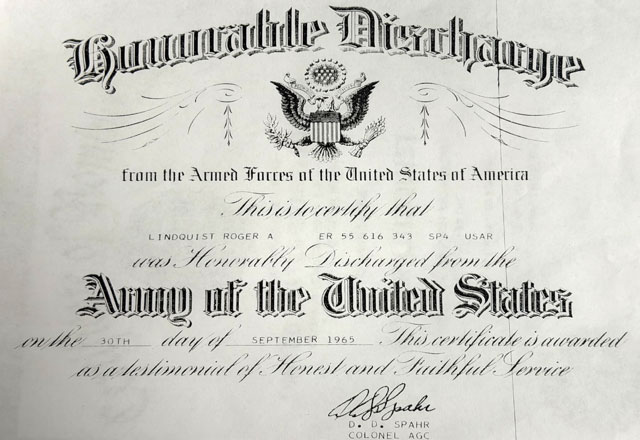 Honorable Discharge
from the Armed Forces of the United States of America
This is to certify that
LINDQUIST ROGER A ER 55 616 343 SP4 USAR
was Honorably Discharged from the
Army of the United States
on the 30TH day of SEPTEMBER 1965 This certificate is awarded
as a testimonial of Honest and Faithful Service
D. D. Spahr
D. D. SPAHR
COLONEL AGC